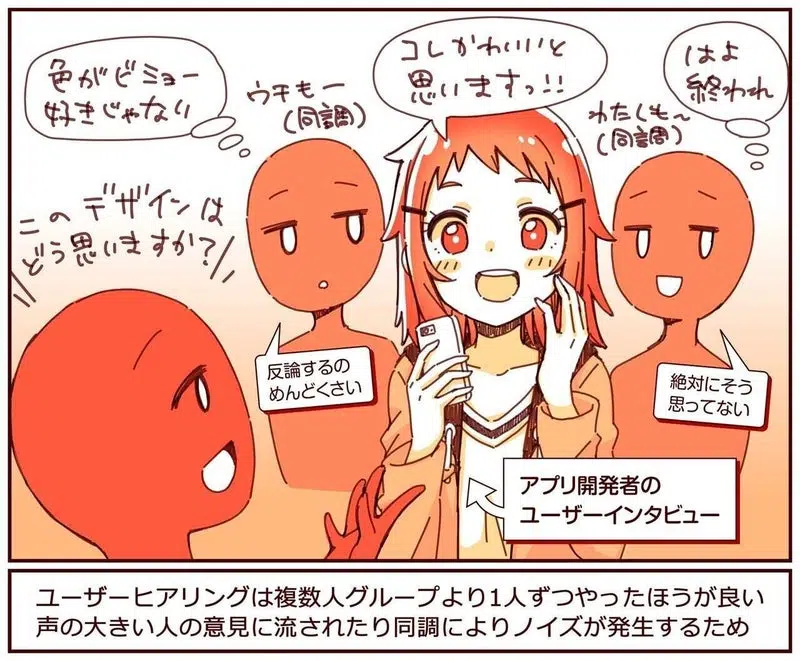 色がビミョー
好きじゃない
ウチもー
(同調)
コレかわいいと
思いますっ!!
はよ
終われ
わたくも〜
(同調)
このデザインは
どう思いますか?
反論するの
めんどくさい
絶対にそう
思ってない
アプリ開発者の
ユーザーインタビュー
ユーザーヒアリングは複数人グループより1人ずつやったほうが良い
声の大きい人の意見に流されたり同調によりノイズが発生するため